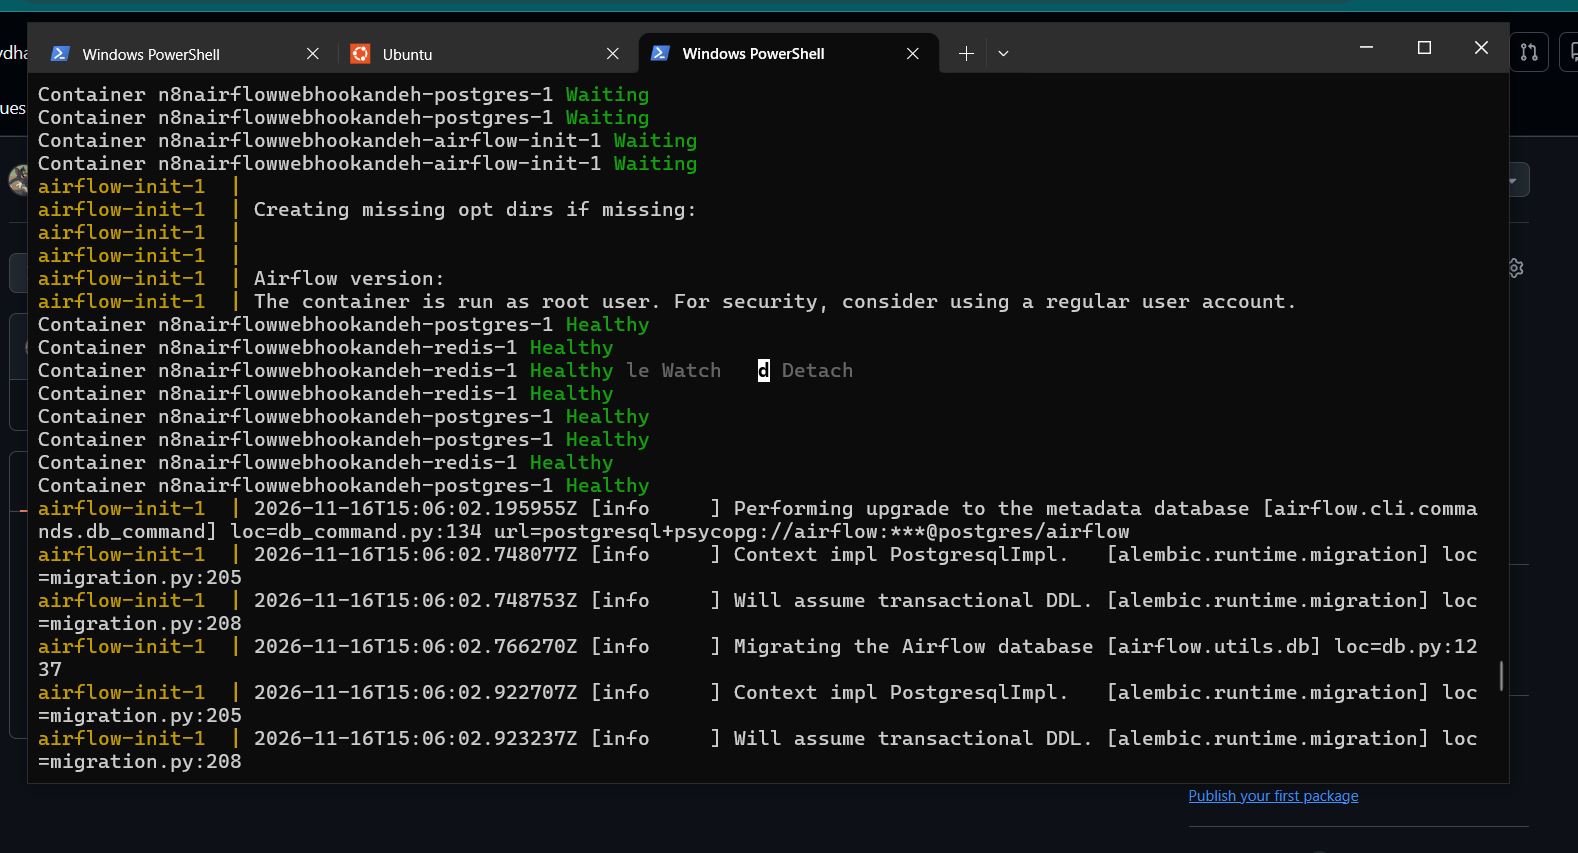 Windows PowerShell
Ubuntu
Windows PowerShell
ydha
ues
Container n8nairflowwebhookandeh-postgres-1 Waiting
Container n8nairflowwebhookandeh-postgres-1 Waiting
Container n8nairflowwebhookandeh-airflow-init-1 Waiting
Container n8nairflowwebhookandeh-airflow-init-1 Waiting
airflow-init-1  |
airflow-init-1  | Creating missing opt dirs if missing:
airflow-init-1  |
airflow-init-1  |
airflow-init-1  | Airflow version:
airflow-init-1  | The container is run as root user. For security, consider using a regular user account.
Container n8nairflowwebhookandeh-postgres-1 Healthy
Container n8nairflowwebhookandeh-redis-1 Healthy
Container n8nairflowwebhookandeh-redis-1 Healthy le Watch   d Detach
Container n8nairflowwebhookandeh-redis-1 Healthy
Container n8nairflowwebhookandeh-postgres-1 Healthy
Container n8nairflowwebhookandeh-postgres-1 Healthy
Container n8nairflowwebhookandeh-redis-1 Healthy
Container n8nairflowwebhookandeh-postgres-1 Healthy
airflow-init-1  | 2026-11-16T15:06:02.195955Z [info     ] Performing upgrade to the metadata database [airflow.cli.comma
nds.db_command] loc=db_command.py:134 url=postgresql+psycopg://airflow:***@postgres/airflow
airflow-init-1  | 2026-11-16T15:06:02.748077Z [info     ] Context impl PostgresqlImpl.   [alembic.runtime.migration] loc
=migration.py:205
airflow-init-1  | 2026-11-16T15:06:02.748753Z [info     ] Will assume transactional DDL. [alembic.runtime.migration] loc
=migration.py:208
airflow-init-1  | 2026-11-16T15:06:02.766270Z [info     ] Migrating the Airflow database [airflow.utils.db] loc=db.py:12
37
airflow-init-1  | 2026-11-16T15:06:02.922707Z [info     ] Context impl PostgresqlImpl.   [alembic.runtime.migration] loc
=migration.py:205
airflow-init-1  | 2026-11-16T15:06:02.923237Z [info     ] Will assume transactional DDL. [alembic.runtime.migration] loc
=migration.py:208
Publish your first package